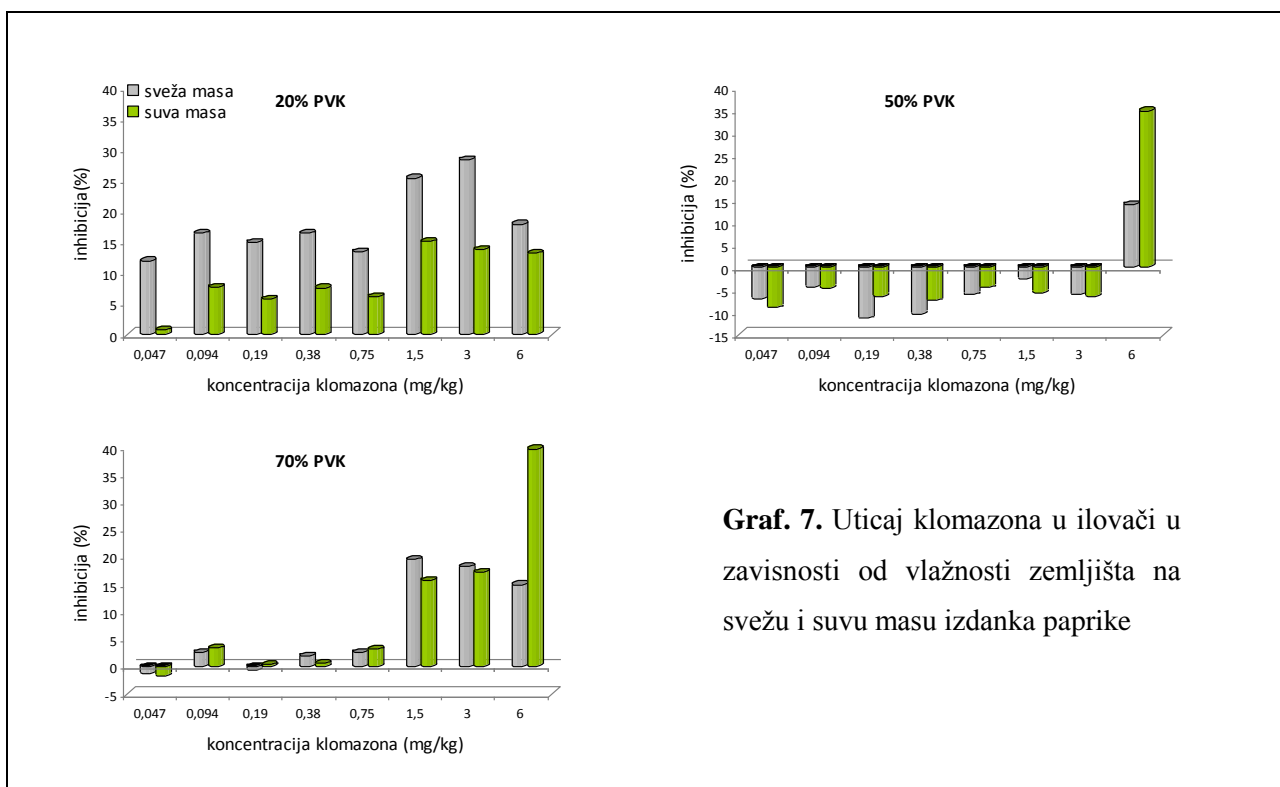 sveža masa
suva masa
20% PVK
inhibicija(%)
40
35
30
25
20
15
10
5
0
0,047 0,094 0,19 0,38 0,75 1,5 3 6
koncentracija klomazona (mg/kg)
50% PVK
inhibicija (%)
40
35
30
25
20
15
10
5
0
-5
-10
-15
0,047 0,094 0,19 0,38 0,75 1,5 3 6
koncentracija klomazona (mg/kg)
70% PVK
inhibicija (%)
40
35
30
25
20
15
10
5
0
-5
0,047 0,094 0,19 0,38 0,75 1,5 3 6
koncentracija klomazona (mg/kg)
Graf. 7. Uticaj klomazona u ilovači u
zavisnosti od vlažnosti zemljišta na
svežu i suvu masu izdanka paprike